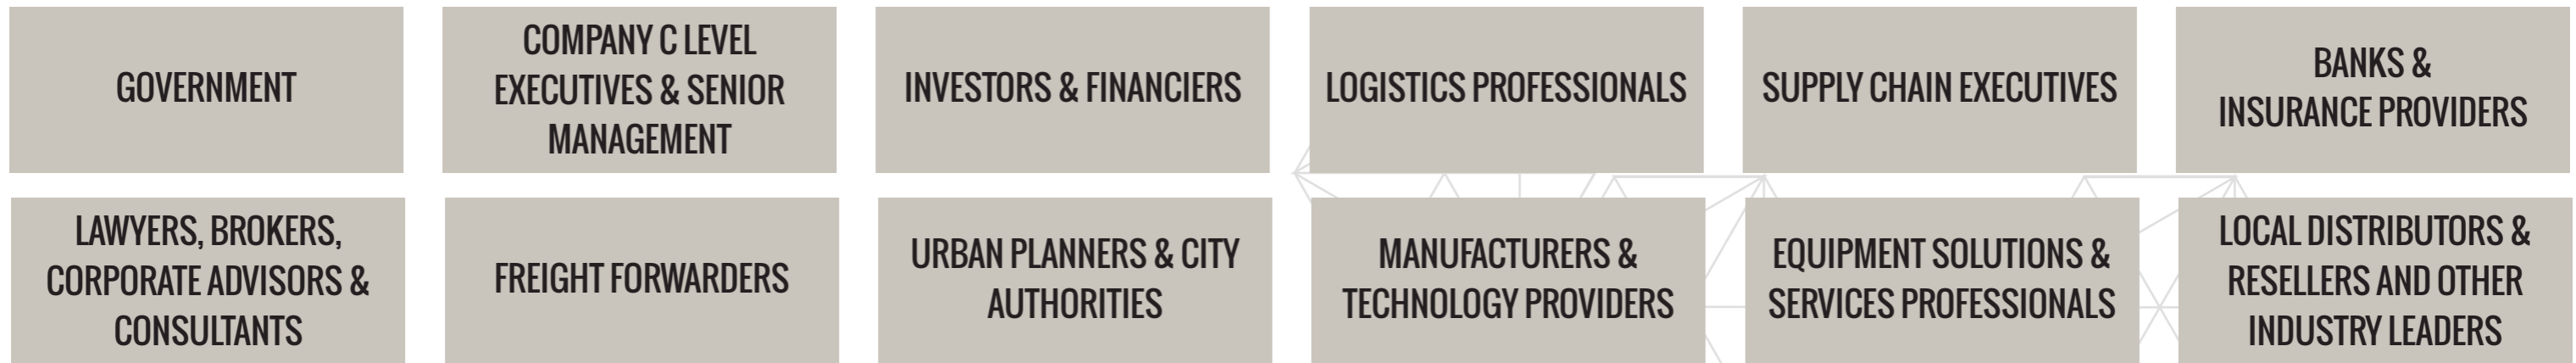 GOVERNMENT
COMPANY C LEVEL
EXECUTIVES & SENIOR
MANAGEMENT
INVESTORS & FINANCIERS
LOGISTICS PROFESSIONALS
SUPPLY CHAIN EXECUTIVES
BANKS &
INSURANCE PROVIDERS
LAWYERS, BROKERS,
CORPORATE ADVISORS &
CONSULTANTS
FREIGHT FORWARDERS
URBAN PLANNERS & CITY
AUTHORITIES
MANUFACTURERS &
TECHNOLOGY PROVIDERS
EQUIPMENT SOLUTIONS &
SERVICES PROFESSIONALS
LOCAL DISTRIBUTORS &
RESELLERS AND OTHER
INDUSTRY LEADERS